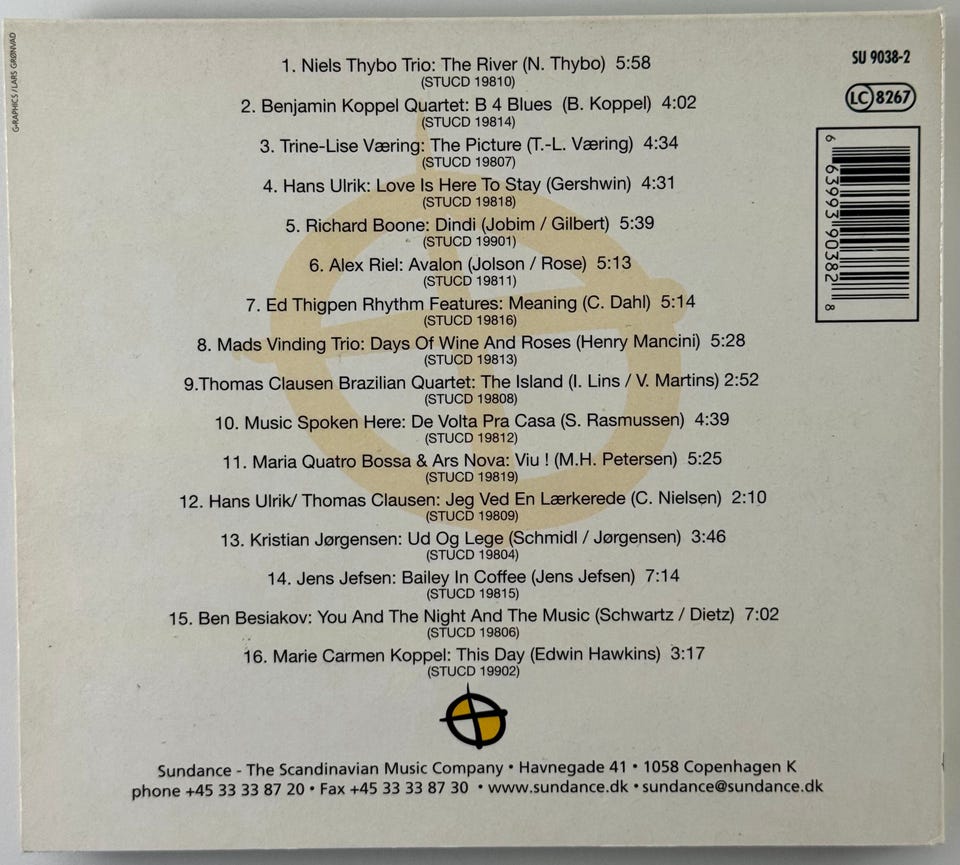 G-RAPHICS / LARS GRØNVAD
1. Niels Thybo Trio: The River (N. Thybo) 5:58
(STUCD 19810)
2. Benjamin Koppel Quartet: B 4 Blues (B. Koppel) 4:02
(STUCD 19814)
3. Trine-Lise Væring: The Picture (T.-L. Væring) 4:34
(STUCD 19807)
4. Hans Ulrik: Love Is Here To Stay (Gershwin) 4:31
(STUCD 19818)
5. Richard Boone: Dindi (Jobim / Gilbert) 5:39
(STUCD 19901)
6. Alex Riel: Avalon (Jolson / Rose) 5:13
(STUCD 19811)
7. Ed Thigpen Rhythm Features: Meaning (C. Dahl) 5:14
(STUCD 19816)
8. Mads Vinding Trio: Days Of Wine And Roses (Henry Mancini) 5:28
(STUCD 19813)
9.Thomas Clausen Brazilian Quartet: The Island (I. Lins / V. Martins) 2:52
(STUCD 19808)
10. Music Spoken Here: De Volta Pra Casa (S. Rasmussen) 4:39
(STUCD 19812)
11. Maria Quatro Bossa & Ars Nova: Viu ! (M.H. Petersen) 5:25
(STUCD 19819)
12. Hans Ulrik/ Thomas Clausen: Jeg Ved En Lærkerede (C. Nielsen) 2:10
(STUCD 19809)
13. Kristian Jørgensen: Ud Og Lege (Schmidl / Jørgensen) 3:46
(STUCD 19804)
14. Jens Jefsen: Bailey In Coffee (Jens Jefsen) 7:14
(STUCD 19815)
15. Ben Besiakov: You And The Night And The Music (Schwartz / Dietz) 7:02
(STUCD 19806)
16. Marie Carmen Koppel: This Day (Edwin Hawkins) 3:17
(STUCD 19902)
SU 9038-2
LC 8267
6 63993 90382 8
Sundance - The Scandinavian Music Company • Havnegade 41 • 1058 Copenhagen K
phone +45 33 33 87 20 • Fax +45 33 33 87 30 • www.sundance.dk • sundance@sundance.dk